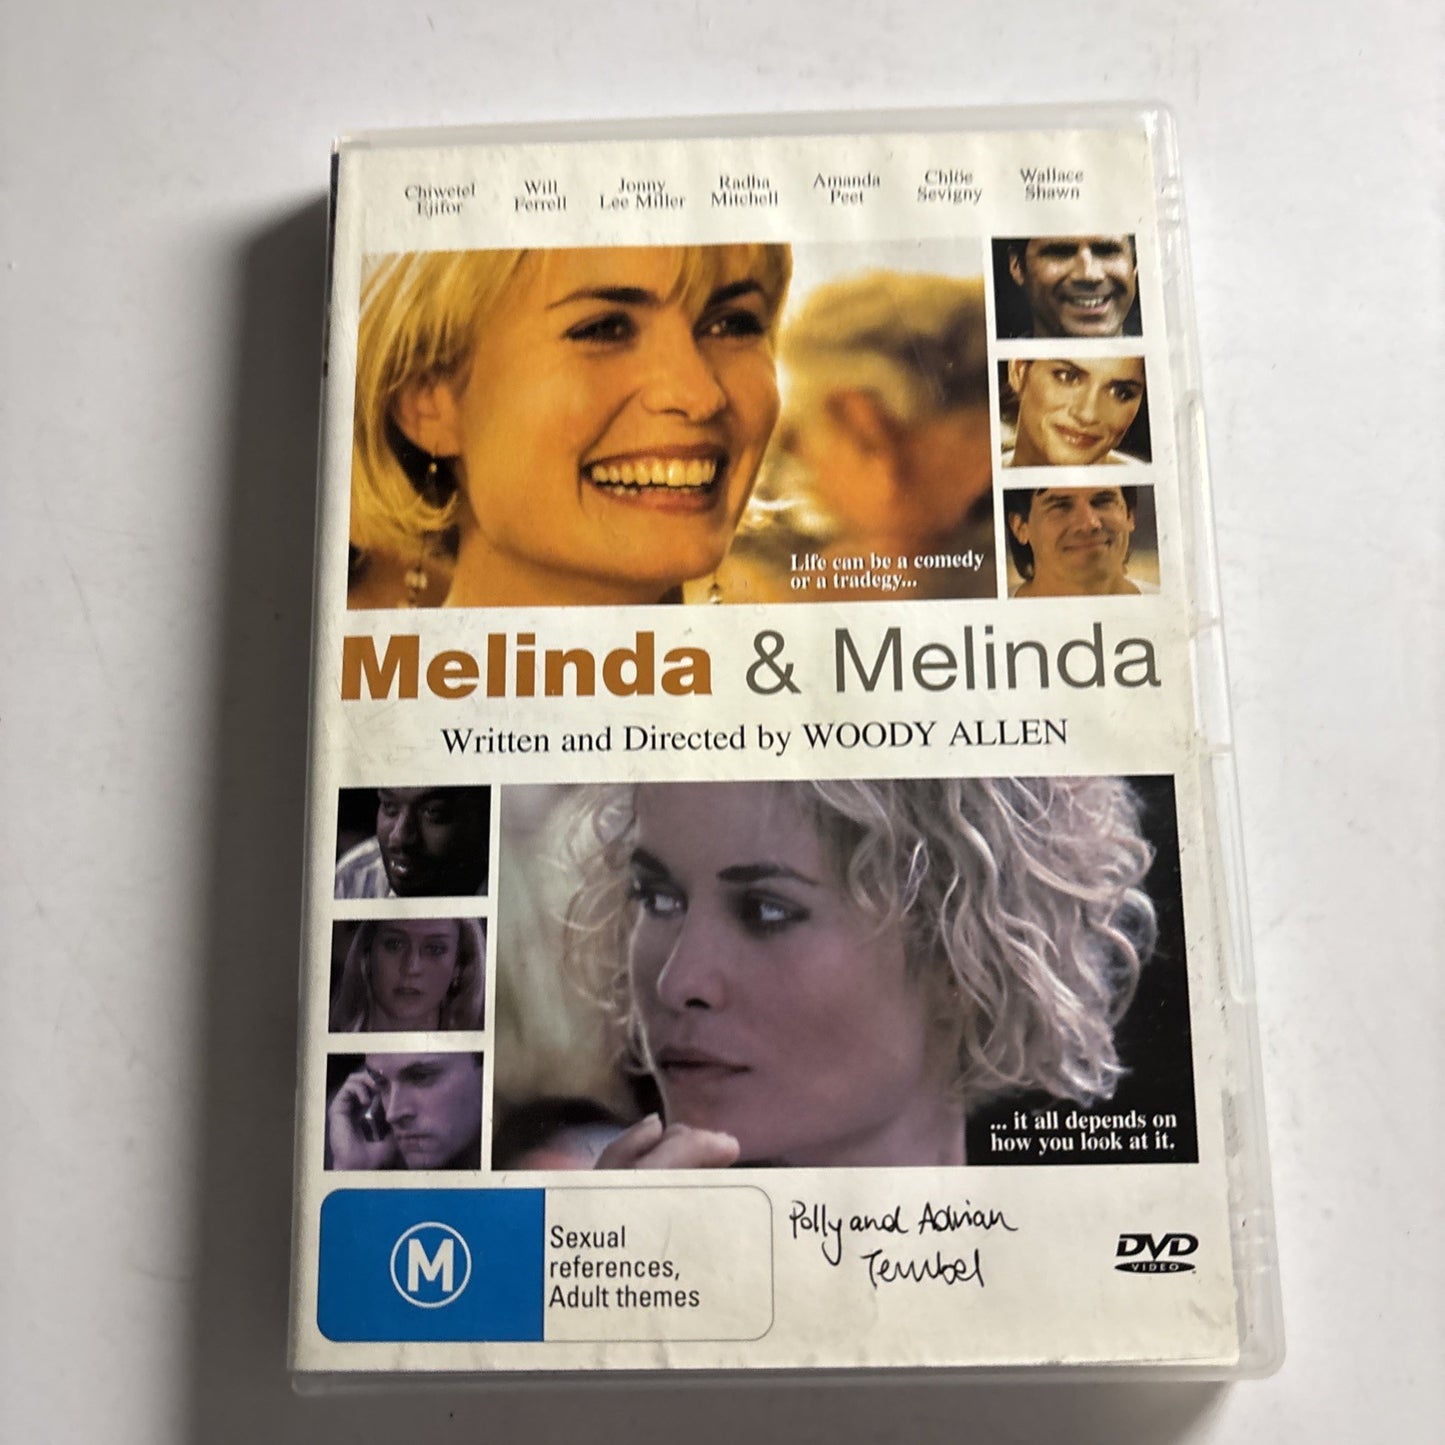 Chiwetel Ejifor
Will Ferrell
Jonny Lee Miller
Radha Mitchell
Amanda Peet
Chlöe Sevigny
Wallace Shawn
Life can be a comedy
or a tradegy...
Melinda & Melinda
Written and Directed by WOODY ALLEN
... it all depends on
how you look at it.
M
Sexual
references,
Adult themes
Polly and Adrian
DVD
VIDEO